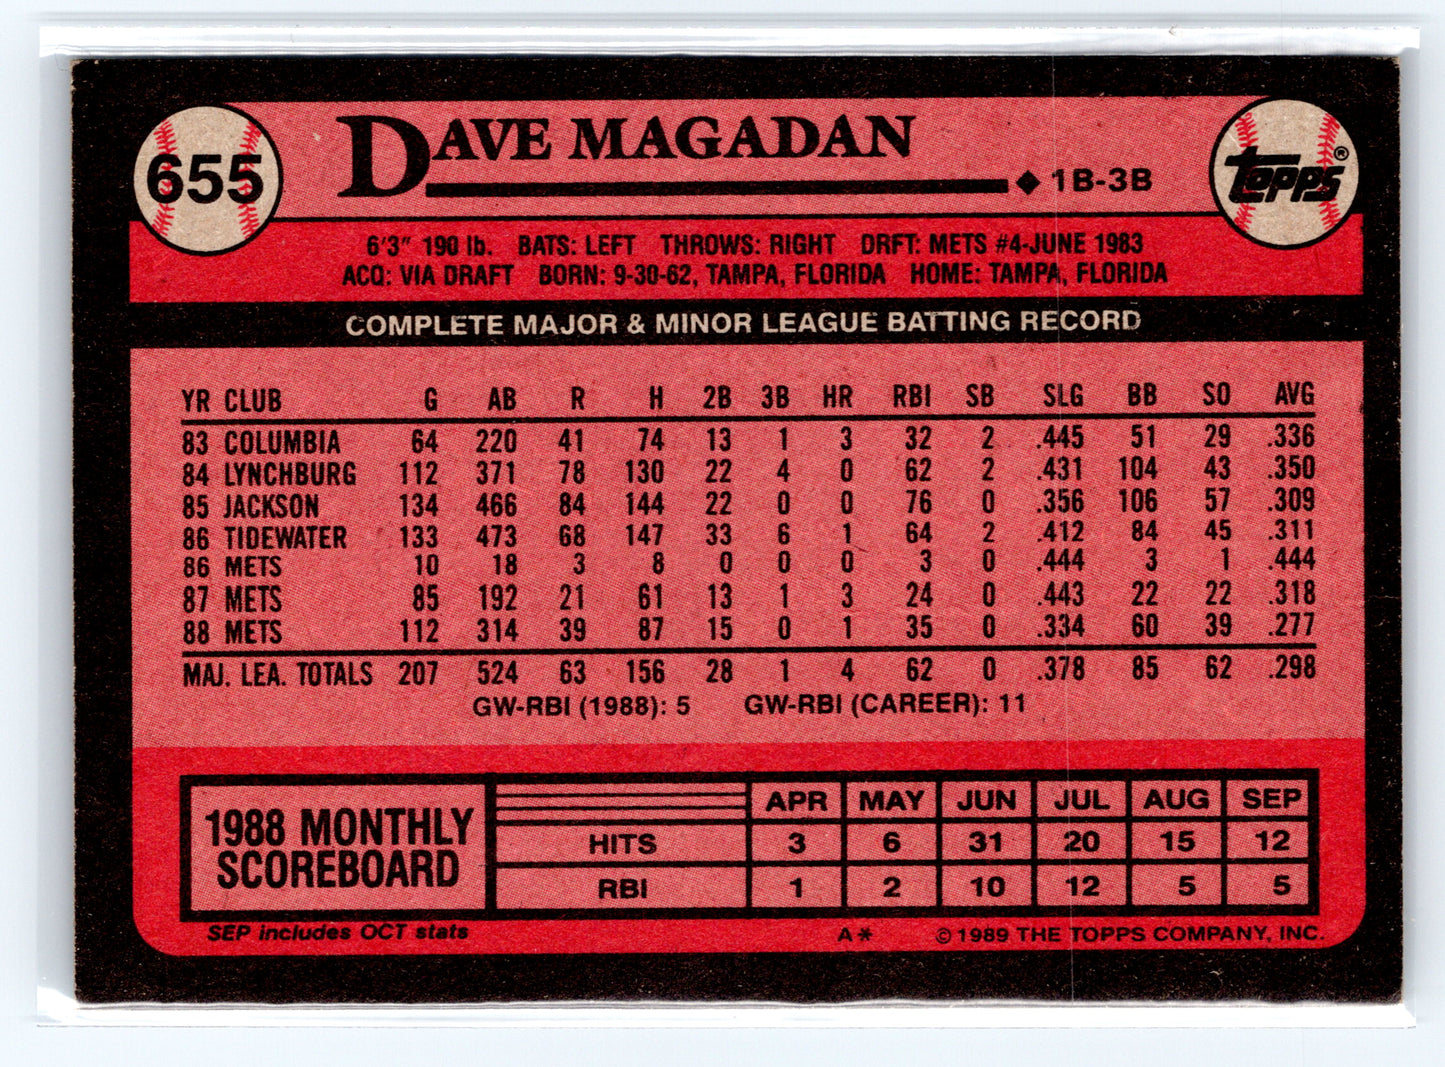 655
DAVE MAGADAN
◆ 1B-3B
Topps®
6'3" 190 lb. BATS: LEFT THROWS: RIGHT DRFT: METS #4-JUNE 1983
ACQ: VIA DRAFT BORN: 9-30-62, TAMPA, FLORIDA HOME: TAMPA, FLORIDA
COMPLETE MAJOR & MINOR LEAGUE BATTING RECORD
YR CLUB G AB R H 2B 3B HR RBI SB SLG BB SO AVG
83 COLUMBIA 64 220 41 74 13 1 3 32 2 .445 51 29 .336
84 LYNCHBURG 112 371 78 130 22 4 0 62 2 .431 104 43 .350
85 JACKSON 134 466 84 144 22 0 0 76 0 .356 106 57 .309
86 TIDEWATER 133 473 68 147 33 6 1 64 2 .412 84 45 .311
86 METS 10 18 3 8 0 0 0 3 0 .444 3 1 .444
87 METS 85 192 21 61 13 1 3 24 0 .443 22 22 .318
88 METS 112 314 39 87 15 0 1 35 0 .334 60 39 .277
MAJ. LEA. TOTALS 207 524 63 156 28 1 4 62 0 .378 85 62 .298
GW-RBI (1988): 5 GW-RBI (CAREER): 11
1988 MONTHLY
SCOREBOARD
APR MAY JUN JUL AUG SEP
HITS 3 6 31 20 15 12
RBI 1 2 10 12 5 5
SEP includes OCT stats
A* © 1989 THE TOPPS COMPANY, INC.